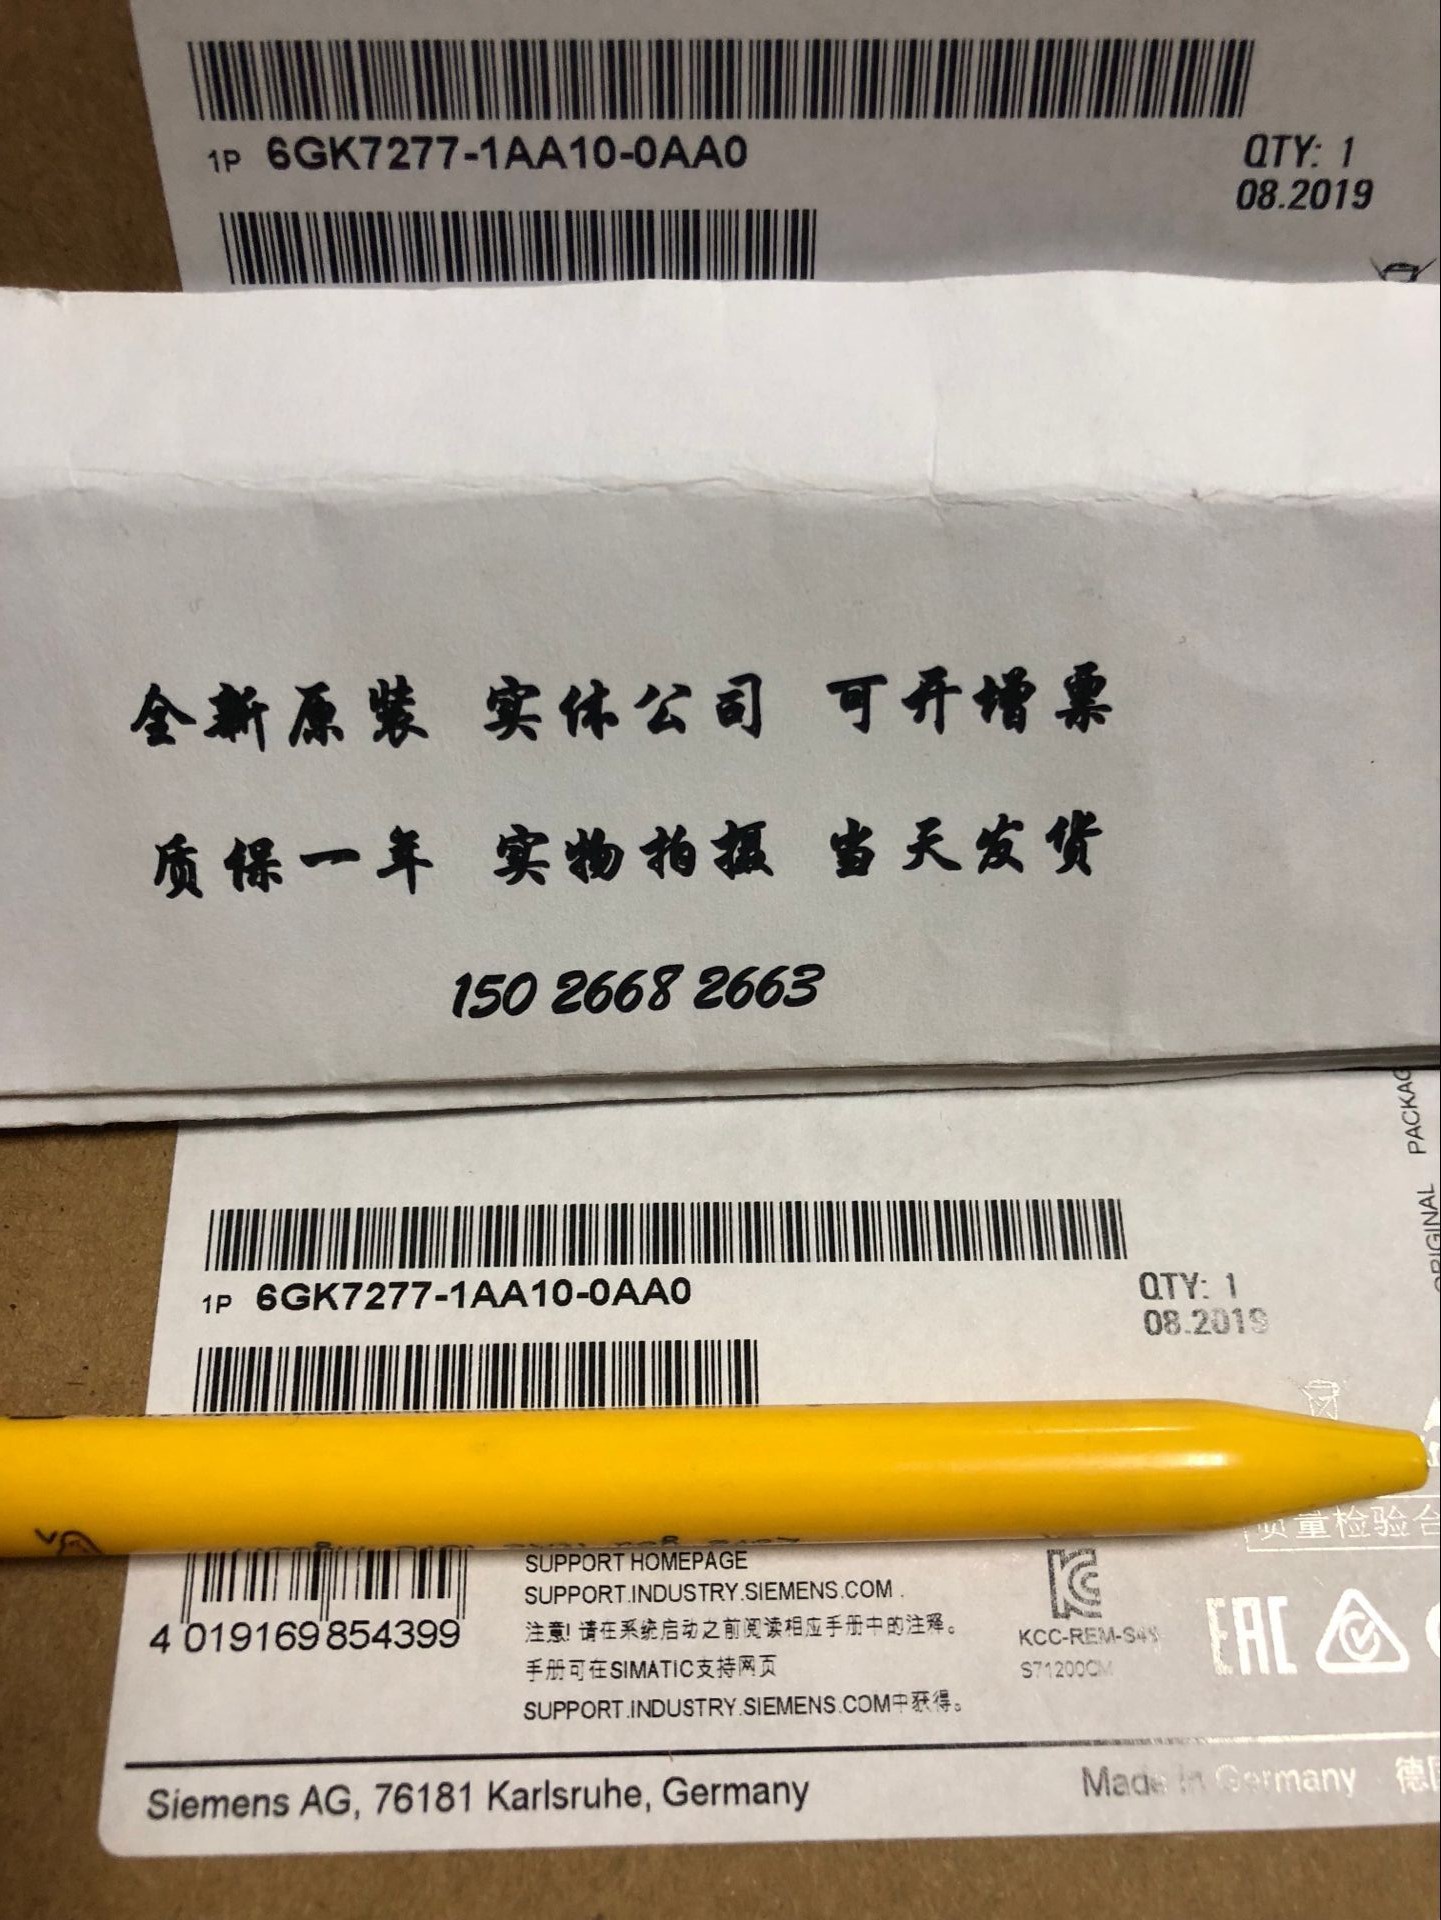 1P 6GK7277-1AA10-0AA0
QTY: 1
08.2019
全新原装 实体公司 可开增票
质保一年 实物拍摄 当天发货
150 2668 2663
PACKAG
ORIGINAL
1P 6GK7277-1AA10-0AA0
QTY: 1
08.2019
质量检验合
SUPPORT HOMEPAGE
SUPPORT.INDUSTRY.SIEMENS.COM .
注意! 请在系统启动之前阅读相应手册中的注释。
手册可在SIMATIC支持网页
SUPPORT.INDUSTRY.SIEMENS.COM中获得。
4 019169 854399
KCC-REM-S49
S71200CM
EAC
Siemens AG, 76181 Karlsruhe, Germany
Made in Germany 德国